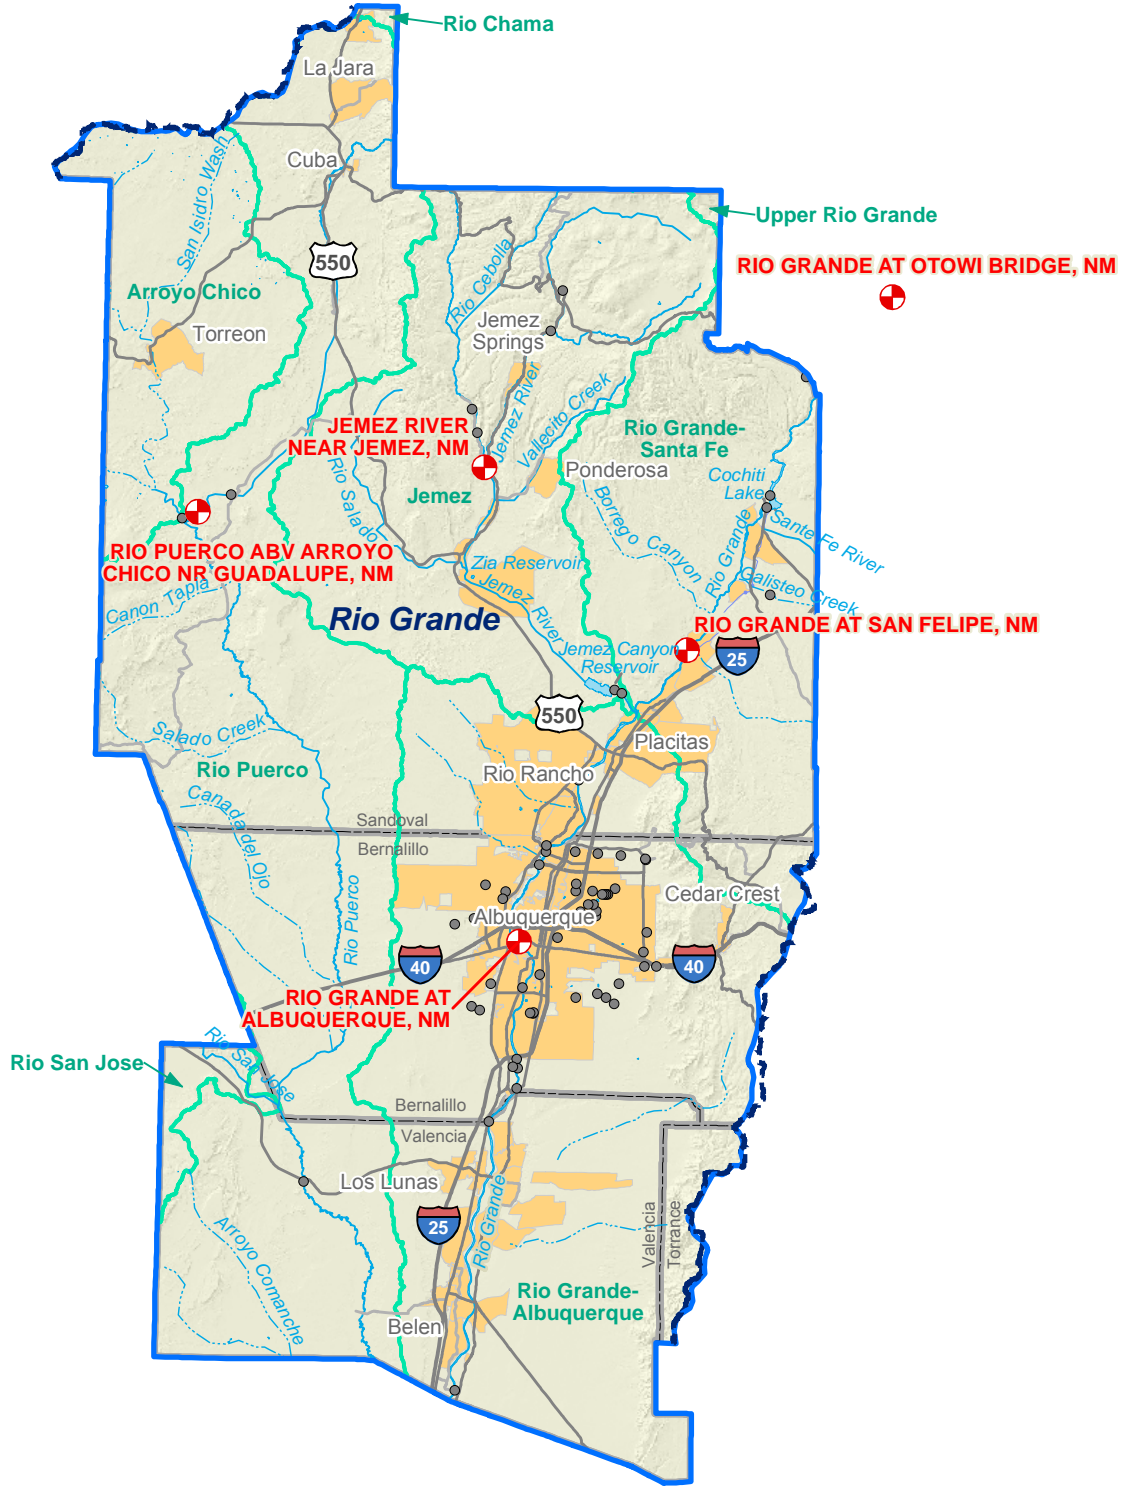 Rio Chama
La Jara
San Isidro Wash
Cuba
Upper Rio Grande
550
RIO GRANDE AT OTOWI BRIDGE, NM
Rio Cebolla
Arroyo Chico
Torreon
Jemez
Springs
Jemez River
Vallecito Creek
JEMEZ RIVER
NEAR JEMEZ, NM
Rio Grande-
Santa Fe
Ponderosa
Cochiti
Lake
Rio Salado
Jemez
Borrego Canyon
Rio Grande
Sante Fe River
RIO PUERCO ABV ARROYO
CHICO NR GUADALUPE, NM
Zia Reservoir
Galisteo Creek
Canon Tapia
Jemez River
Rio Grande
RIO GRANDE AT SAN FELIPE, NM
Jemez Canyon
Reservoir
25
550
Salado Creek
Placitas
Rio Puerco
Rio Rancho
Canada del Ojo
Sandoval
Bernalillo
Rio Puerco
Cedar Crest
Albuquerque
40
40
RIO GRANDE AT
ALBUQUERQUE, NM
Rio San Jose
Rio San Jose
Bernalillo
Valencia
Los Lunas
Rio Grande
25
Valencia
Torrance
Arroyo Comanche
Rio Grande-
Albuquerque
Belen